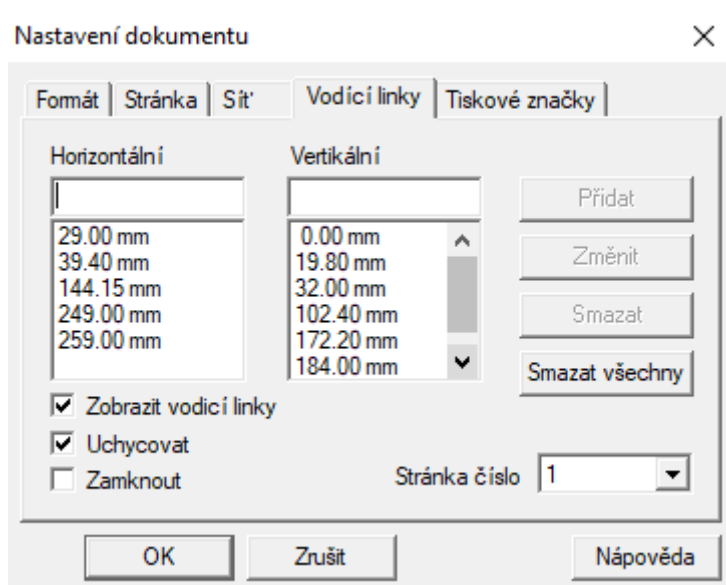 Nastavení dokumentu
Formát Stránka Síť Vodící linky Tiskové značky
Horizontální Vertikální
Přidat
29.00 mm 0.00 mm
39.40 mm 19.80 mm Změnit
144.15 mm 32.00 mm
249.00 mm 102.40 mm Smazat
259.00 mm 172.20 mm
184.00 mm Smazat všechny
Zobrazit vodicí linky
Uchycovat
Zamknout Stránka číslo 1
OK Zrušit Nápověda